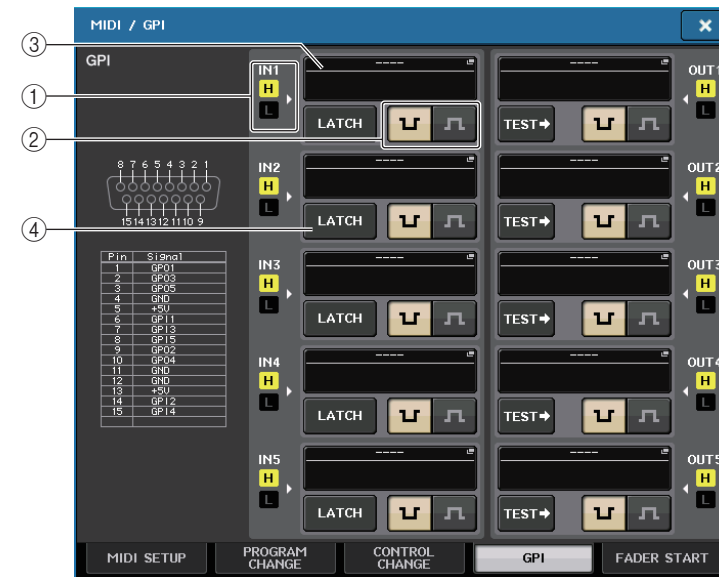 MIDI / GPI
GPI
8 7 6 5 4 3 2 1
15 14 13 12 11 10 9
Pin Signal
1 GPO1
2 GPO3
3 GPO5
4 GND
5 +5V
6 GPI1
7 GPI3
8 GPI5
9 GPO2
10 GPO4
11 GND
12 GND
13 +5V
14 GPI2
15 GPI4
③
①
②
④
IN1
H
L
----
LATCH
----
TEST
OUT1
H
L
IN2
H
L
----
LATCH
----
TEST
OUT2
H
L
IN3
H
L
----
LATCH
----
TEST
OUT3
H
L
IN4
H
L
----
LATCH
----
TEST
OUT4
H
L
IN5
H
L
----
LATCH
----
TEST
OUT5
H
L
MIDI SETUP
PROGRAM
CHANGE
CONTROL
CHANGE
GPI
FADER START